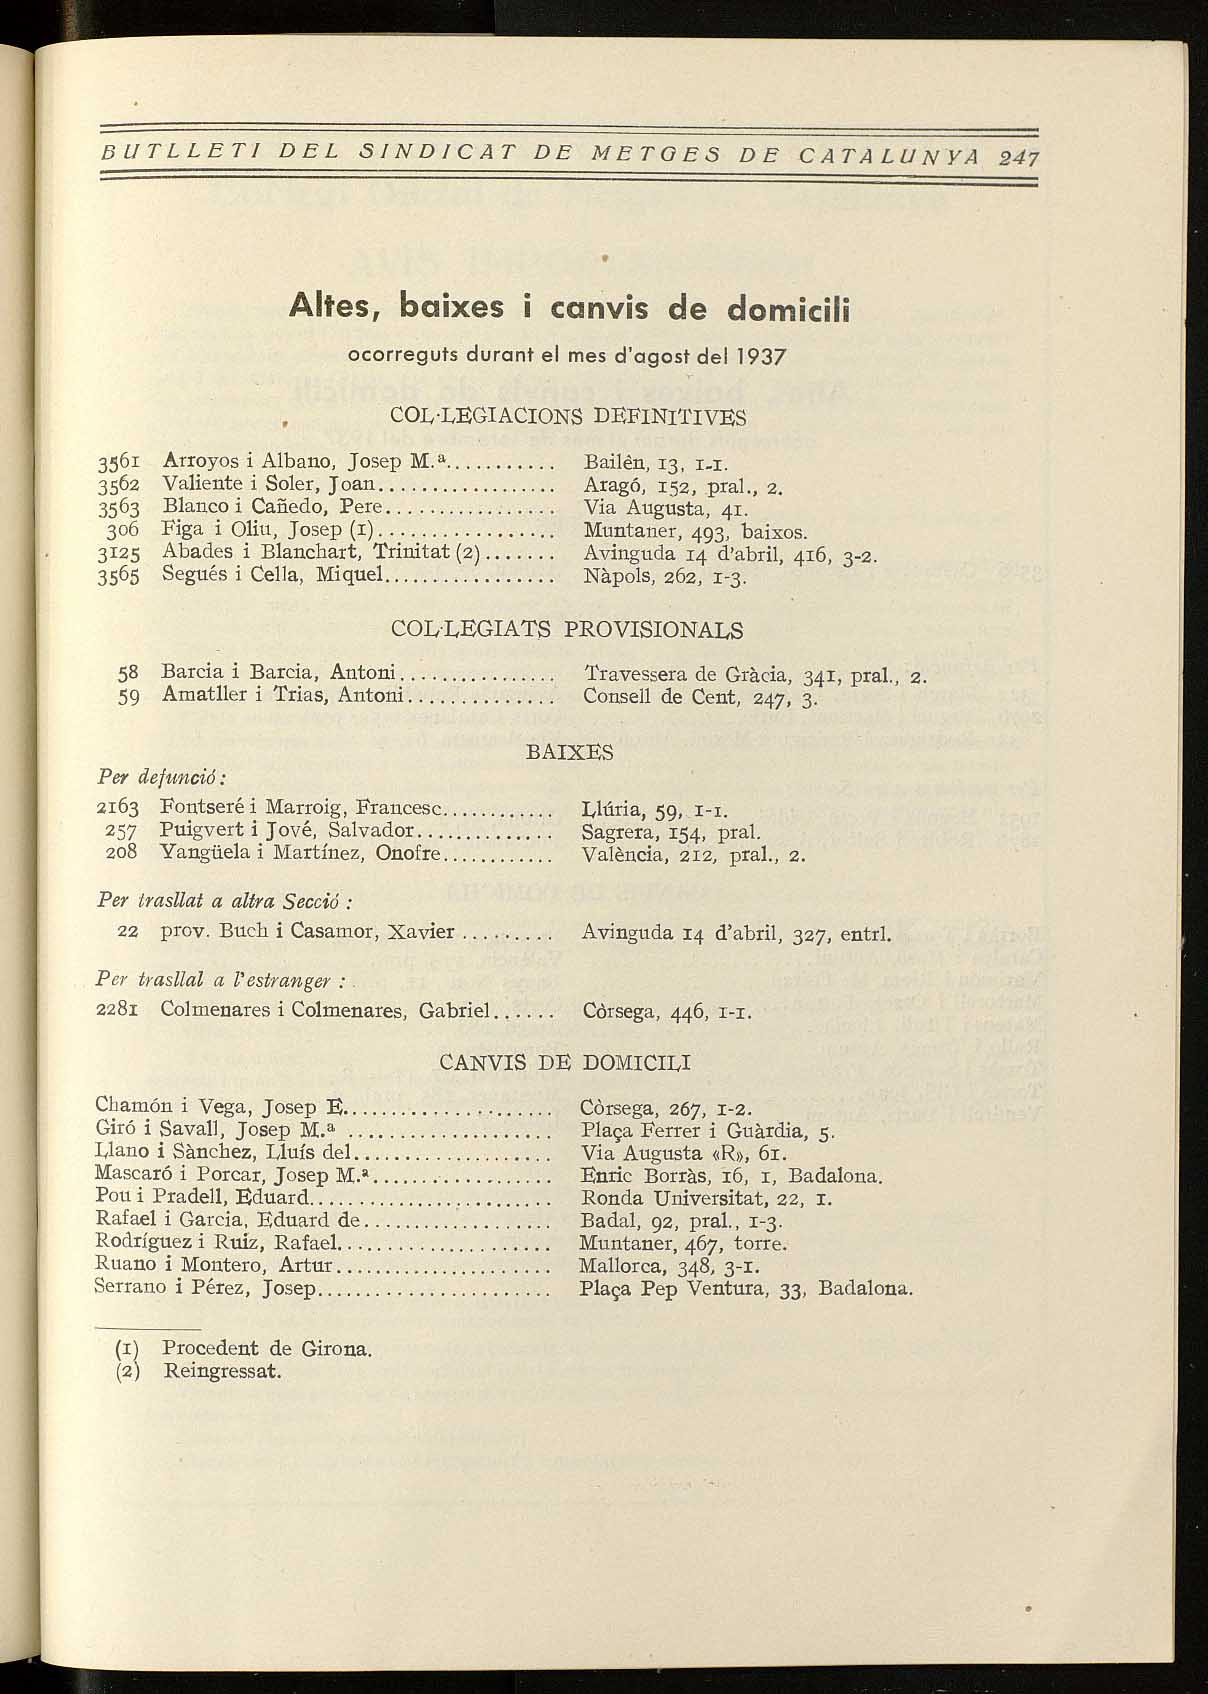 BUTLLETI DEL SINDICAT DE METGES DE CATALUNYA 247
Altes, baixes i canvis de domicili
ocorreguts durant el mes d'agost del 1937
COL·LEGIACIONS DEFINITIVES
3561 Arroyos i Albano, Josep M.ª........... Bailên, 13, 1-1.
3562 Valiente i Soler, Joan.................. Aragó, 152, pral., 2.
3563 Blanco i Cañedo, Pere................. Via Augusta, 41.
306 Figa i Oliu, Josep (1).................. Muntaner, 493, baixos.
3125 Abades i Blanchart, Trinitat (2)....... Avinguda 14 d'abril, 416, 3-2.
3565 Segués i Cella, Miquel................. Nàpols, 262, 1-3.
COL·LEGIATS PROVISIONALS
58 Barcia i Barcia, Antoni................ Travessera de Gràcia, 341, pral., 2.
59 Amatller i Trias, Antoni............... Consell de Cent, 247, 3.
BAIXES
Per defunció:
2163 Fontseré i Marroig, Francesc............ Llúria, 59, 1-1.
257 Puigvert i Jové, Salvador.............. Sagrera, 154, pral.
208 Yangüela i Martínez, Onofre............ València, 212, pral., 2.
Per trasllat a altra Secció :
22 prov. Buch i Casamor, Xavier ......... Avinguda 14 d'abril, 327, entrl.
Per trasllal a l'estranger :
2281 Colmenares i Colmenares, Gabriel...... Còrsega, 446, 1-1.
CANVIS DE DOMICILI
Chamón i Vega, Josep E..................... Còrsega, 267, 1-2.
Giró i Savall, Josep M.ª ..................... Plaça Ferrer i Guàrdia, 5.
Llano i Sànchez, Lluís del.................... Via Augusta «R», 61.
Mascaró i Porcar, Josep M.ª.................. Enric Borràs, 16, 1, Badalona.
Pou i Pradell, Eduard........................ Ronda Universitat, 22, 1.
Rafael i Garcia, Eduard de................... Badal, 92, pral., 1-3.
Rodríguez i Ruiz, Rafael..................... Muntaner, 467, torre.
Ruano i Montero, Artur...................... Mallorca, 348, 3-1.
Serrano i Pérez, Josep....................... Plaça Pep Ventura, 33, Badalona.
(1) Procedent de Girona.
(2) Reingressat.